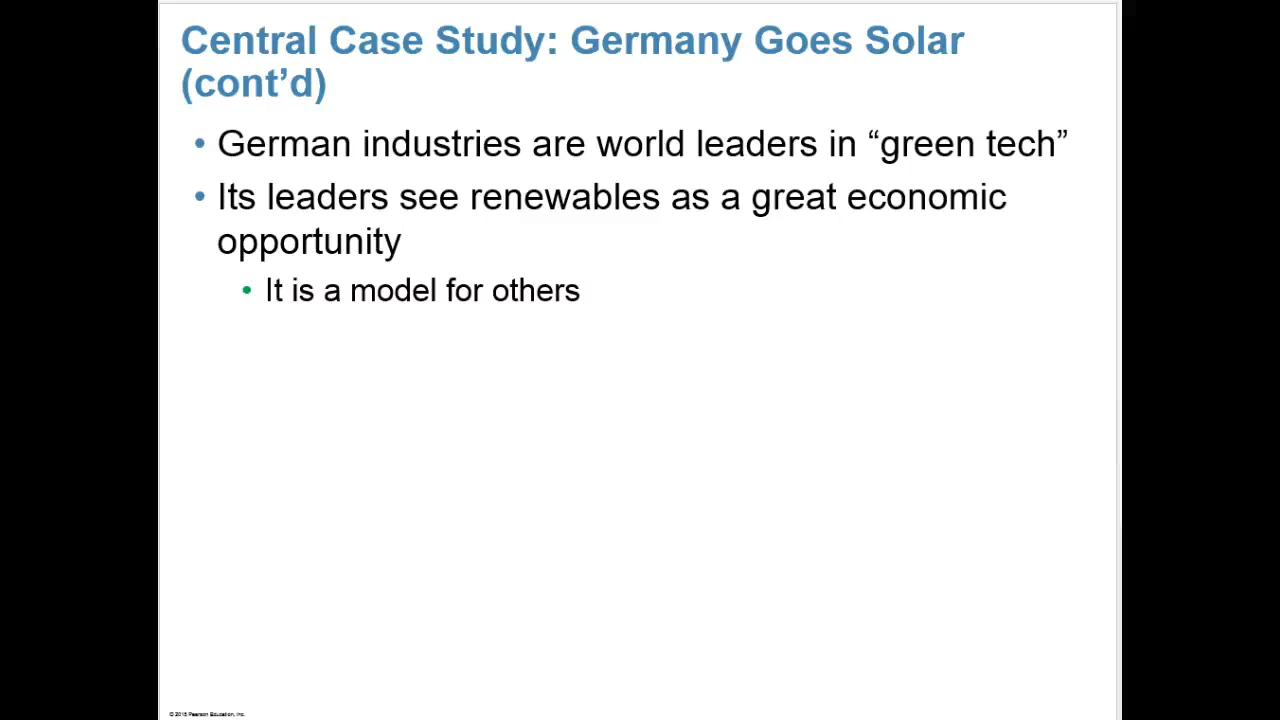 Central Case Study: Germany Goes Solar
(cont’d)
• German industries are world leaders in “green tech”
• Its leaders see renewables as a great economic
opportunity
• It is a model for others
© 2015 Pearson Education, Inc.